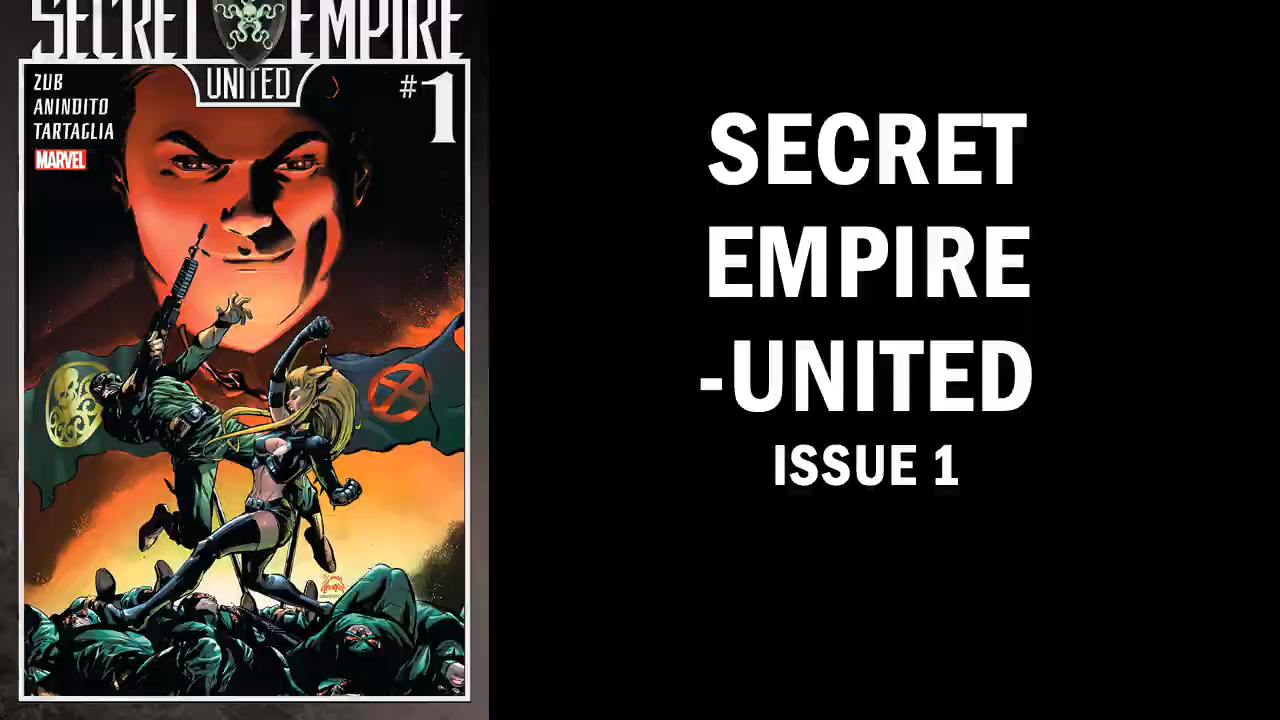 SECRET EMPIRE
UNITED
#1
ZUB
ANINDITO
TARTAGLIA
MARVEL
SECRET
EMPIRE
-UNITED
ISSUE 1